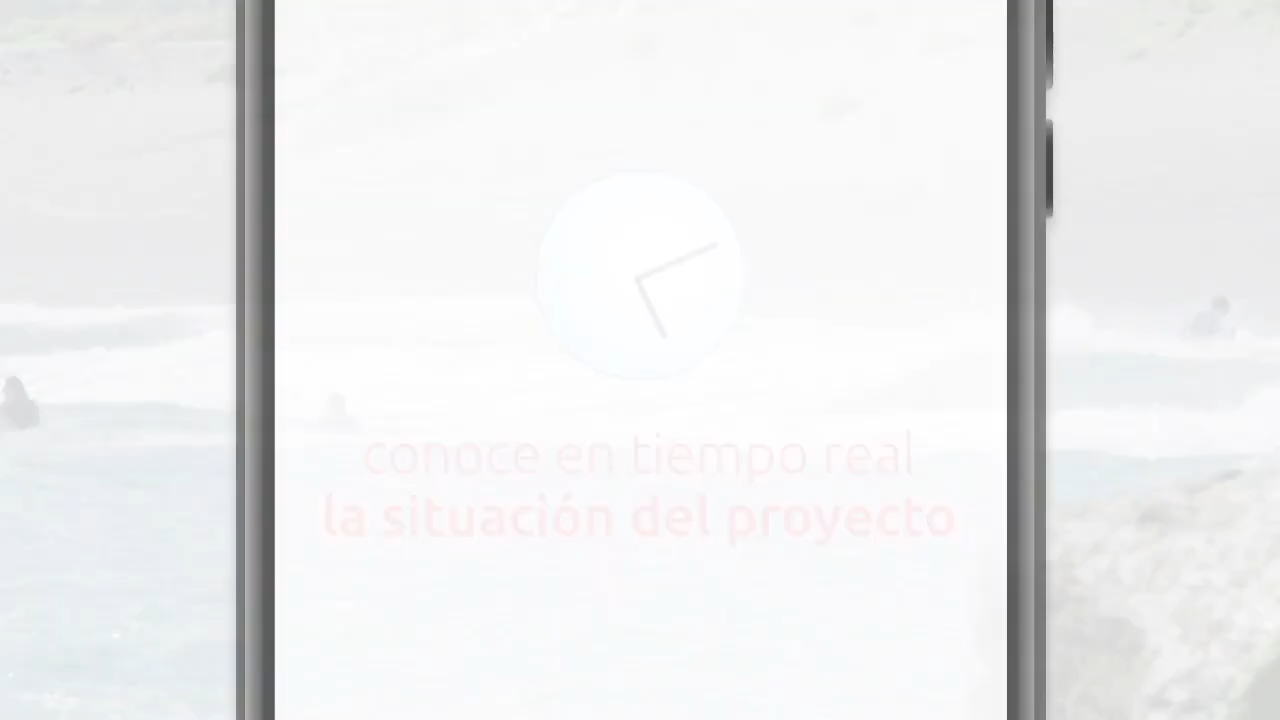 conoce en tiempo real
la situación del proyecto